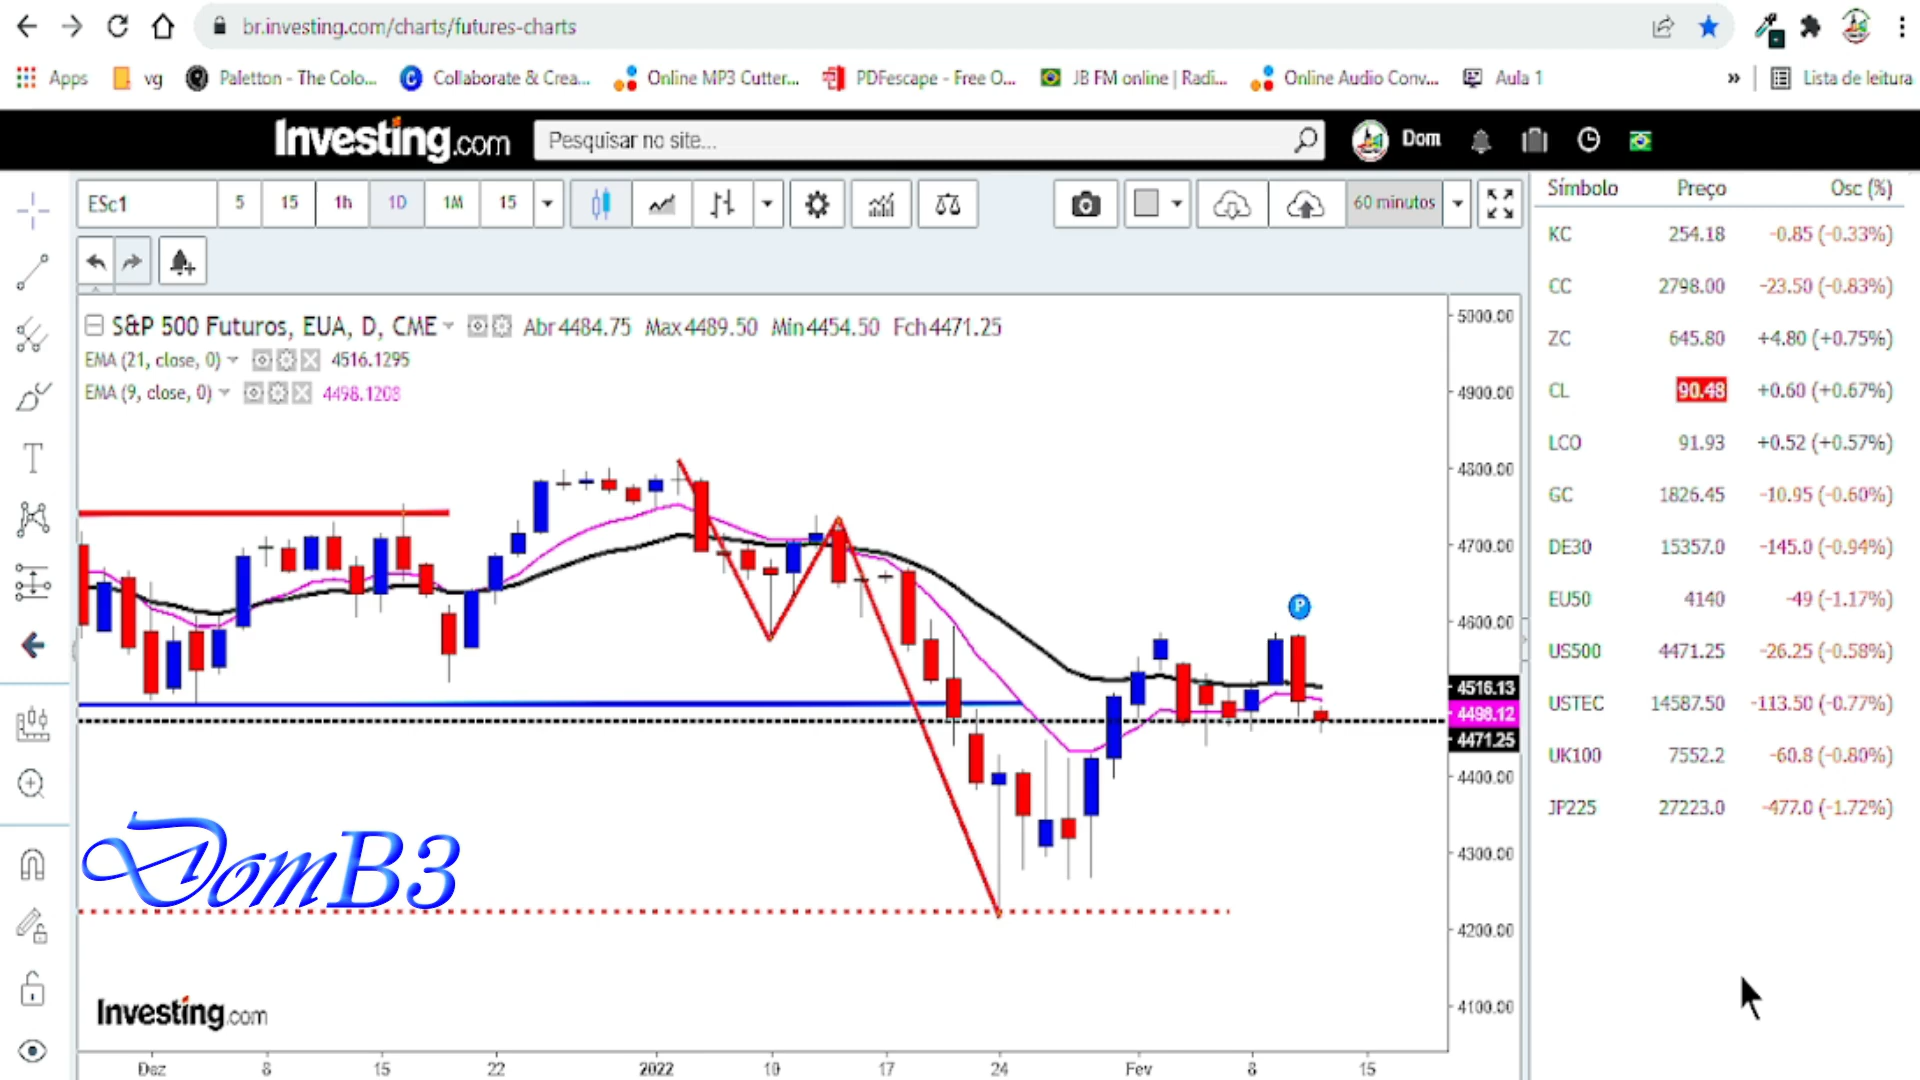 br.investing.com/charts/futures-charts
Apps vg Paletton - The Colo... Collaborate & Crea... Online MP3 Cutter... PDFescape - Free O... JB FM online | Radi... Online Audio Conv... Aula 1 » Lista de leitura
Investing.com Pesquisar no site... Dom
ESc1 5 15 1h 1D 1M 15 60 minutos
S&P 500 Futuros, EUA, D, CME Abr 4484.75 Max 4489.50 Min 4454.50 Fch 4471.25
EMA (21, close, 0) 4516.1295
EMA (9, close, 0) 4498.1208
5000.00
4900.00
4800.00
4700.00
4600.00
4516.13
4498.12
4471.25
4400.00
4300.00
4200.00
4100.00
P
DomB3
Investing.com
Dez 8 15 22 2022 10 17 24 Fev 8 15
Símbolo Preço Osc (%)
KC 254.18 -0.85 (-0.33%)
CC 2798.00 -23.50 (-0.83%)
ZC 645.80 +4.80 (+0.75%)
CL 90.48 +0.60 (+0.67%)
LCO 91.93 +0.52 (+0.57%)
GC 1826.45 -10.95 (-0.60%)
DE30 15357.0 -145.0 (-0.94%)
EU50 4140 -49 (-1.17%)
US500 4471.25 -26.25 (-0.58%)
USTEC 14587.50 -113.50 (-0.77%)
UK100 7552.2 -60.8 (-0.80%)
JP225 27223.0 -477.0 (-1.72%)